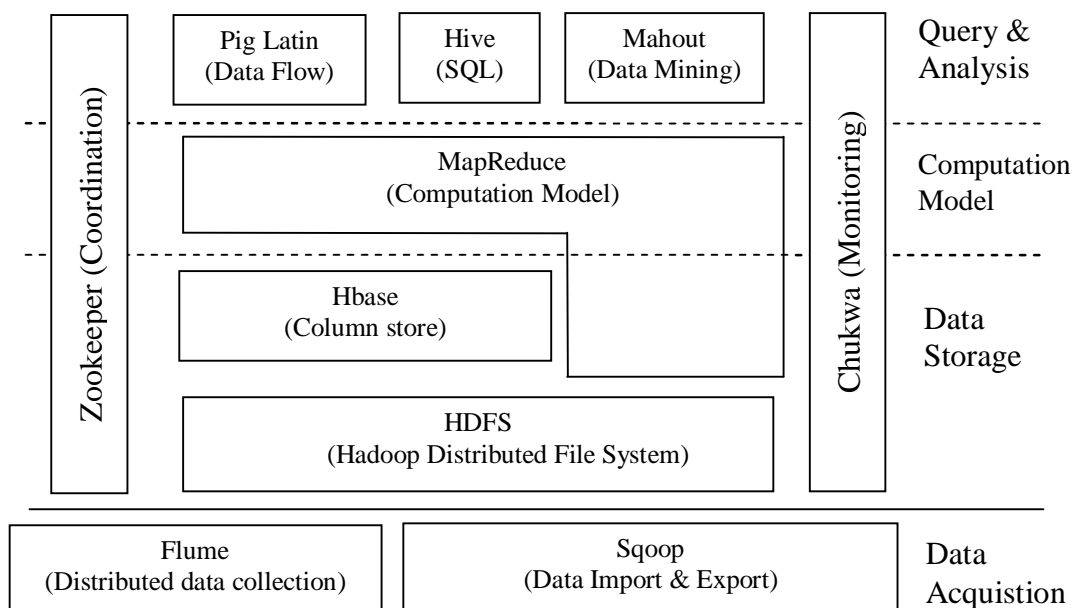 Pig Latin
(Data Flow)
Hive
(SQL)
Mahout
(Data Mining)
Query &
Analysis
Zookeeper (Coordination)
MapReduce
(Computation Model)
Chukwa (Monitoring)
Computation
Model
Hbase
(Column store)
Data
Storage
HDFS
(Hadoop Distributed File System)
Flume
(Distributed data collection)
Sqoop
(Data Import & Export)
Data
Acquistion